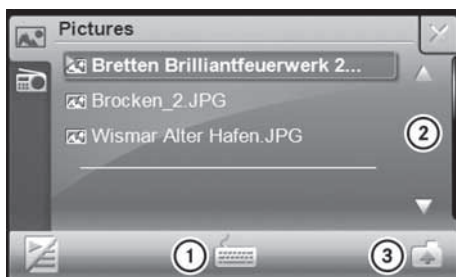 Pictures
Bretten Brilliantfeuerwerk 2...
Brocken_2.JPG
Wismar Alter Hafen.JPG
2
1
3